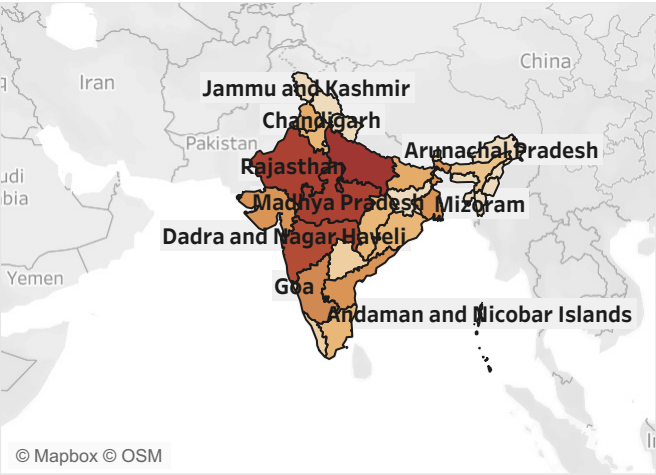 China
Iran
Jammu and Kashmir
Chandigarh
Pakistan
Arunachal Pradesh
Rajasthan
udi
bia
Madhya Pradesh
Mizoram
Dadra and Nagar Haveli
Yemen
Goa
Andaman and Nicobar Islands
© Mapbox © OSM